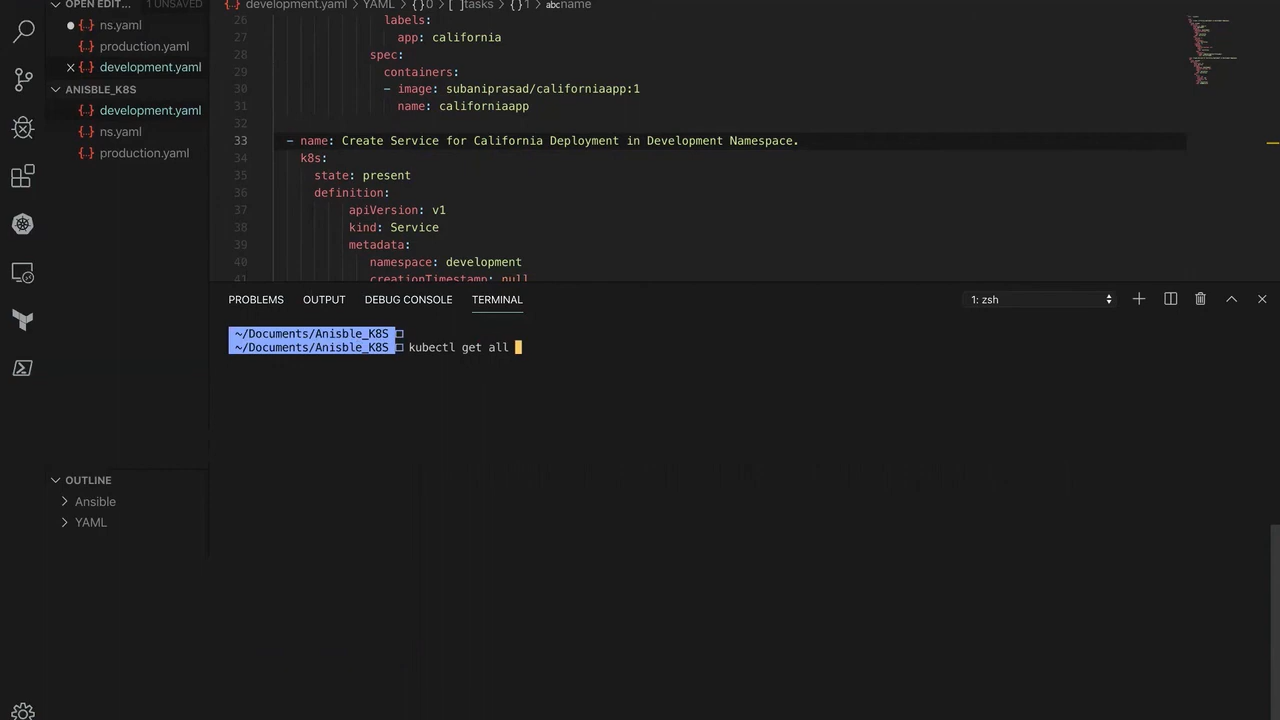 OPEN EDIT... 1 UNSAVED
ns.yaml
production.yaml
development.yaml
ANISBLE_K8S
development.yaml
ns.yaml
production.yaml
OUTLINE
Ansible
YAML
development.yaml > YAML > {} 0 > [ ] tasks > {} 1 > abc name
26 labels:
27 app: california
28 spec:
29 containers:
30 - image: subaniprasad/californiaapp:1
31 name: californiaapp
32
33 - name: Create Service for California Deployment in Development Namespace.
34 k8s:
35 state: present
36 definition:
37 apiVersion: v1
38 kind: Service
39 metadata:
40 namespace: development
41 creationTimestamp: null
PROBLEMS OUTPUT DEBUG CONSOLE TERMINAL 1: zsh
~/Documents/Anisble_K8S
~/Documents/Anisble_K8S kubectl get all